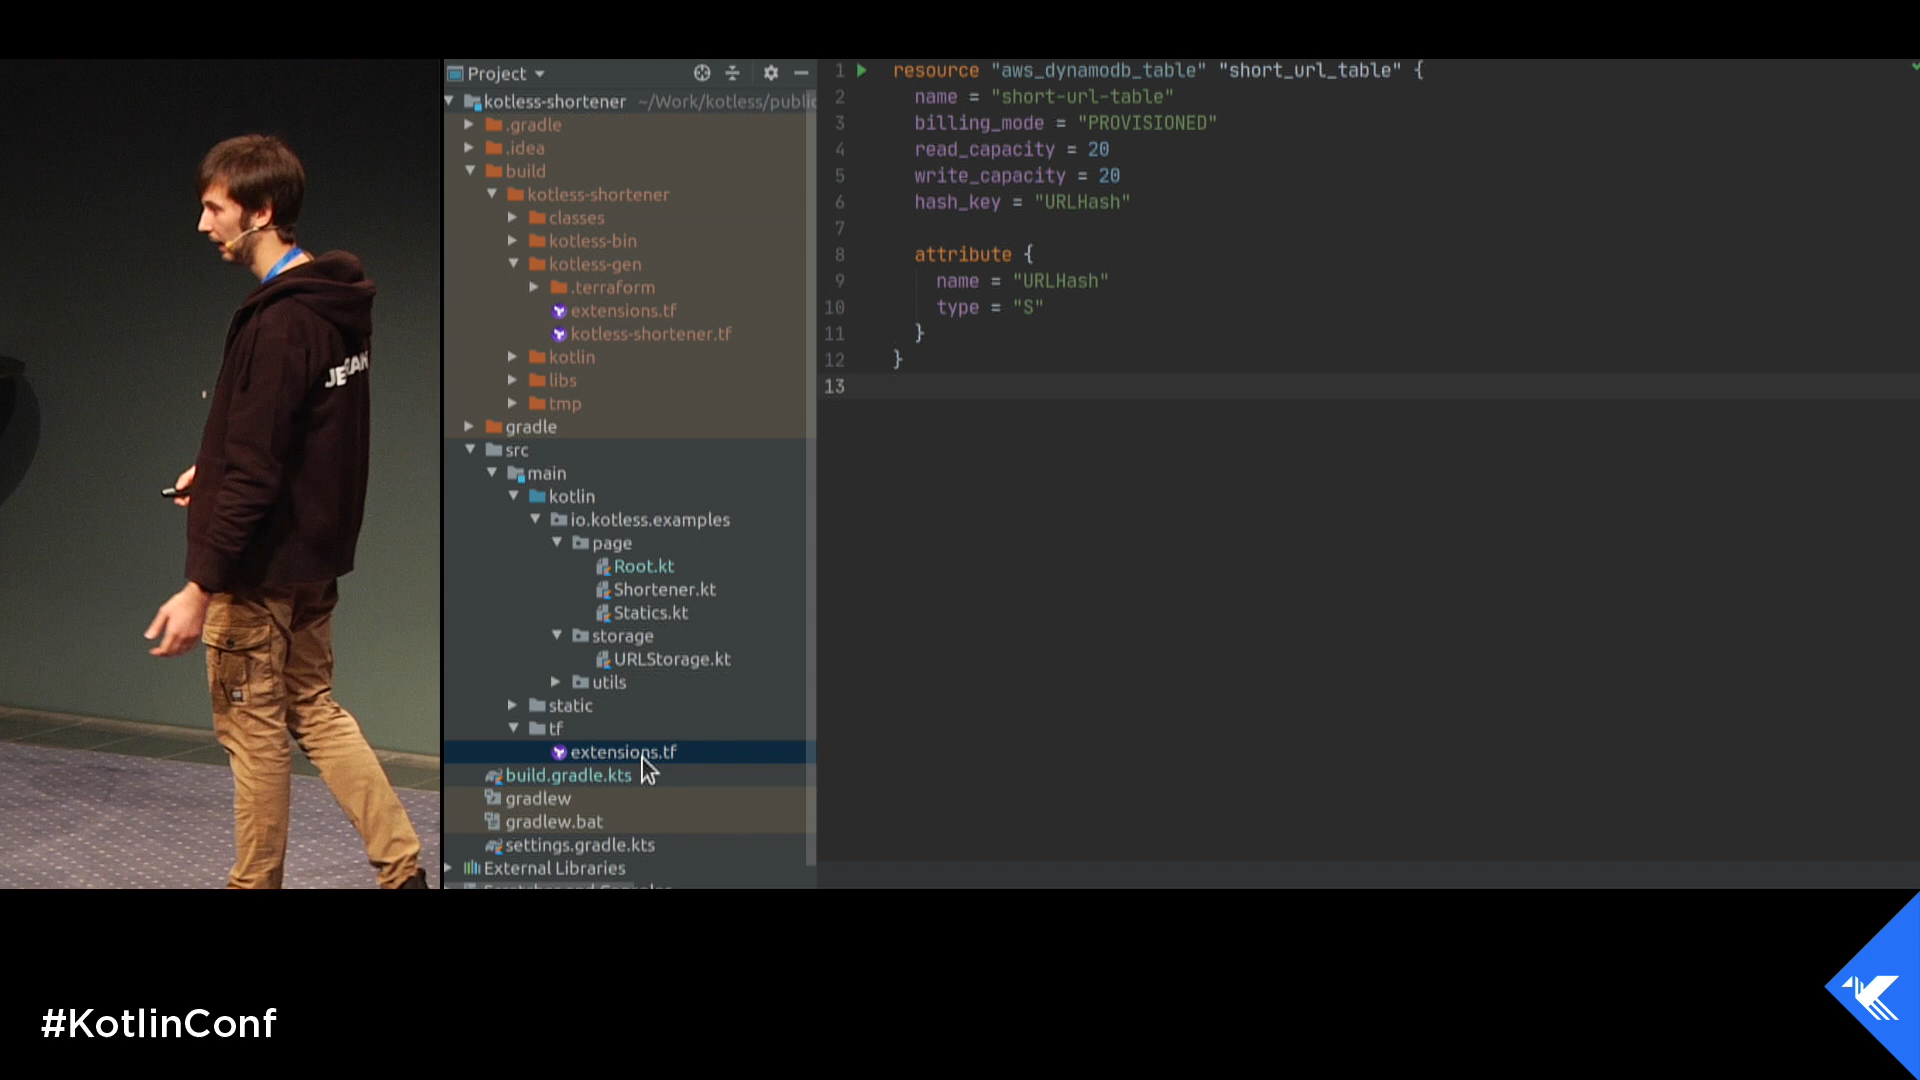 JE
Project
kotless-shortener ~/Work/kotless/public
.gradle
.idea
build
kotless-shortener
classes
kotless-bin
kotless-gen
.terraform
extensions.tf
kotless-shortener.tf
kotlin
libs
tmp
gradle
src
main
kotlin
io.kotless.examples
page
Root.kt
Shortener.kt
Statics.kt
storage
URLStorage.kt
utils
static
tf
extensions.tf
build.gradle.kts
gradlew
gradlew.bat
settings.gradle.kts
External Libraries
1 resource "aws_dynamodb_table" "short_url_table" {
2 name = "short-url-table"
3 billing_mode = "PROVISIONED"
4 read_capacity = 20
5 write_capacity = 20
6 hash_key = "URLHash"
7
8 attribute {
9 name = "URLHash"
10 type = "S"
11 }
12 }
13
#KotlinConf